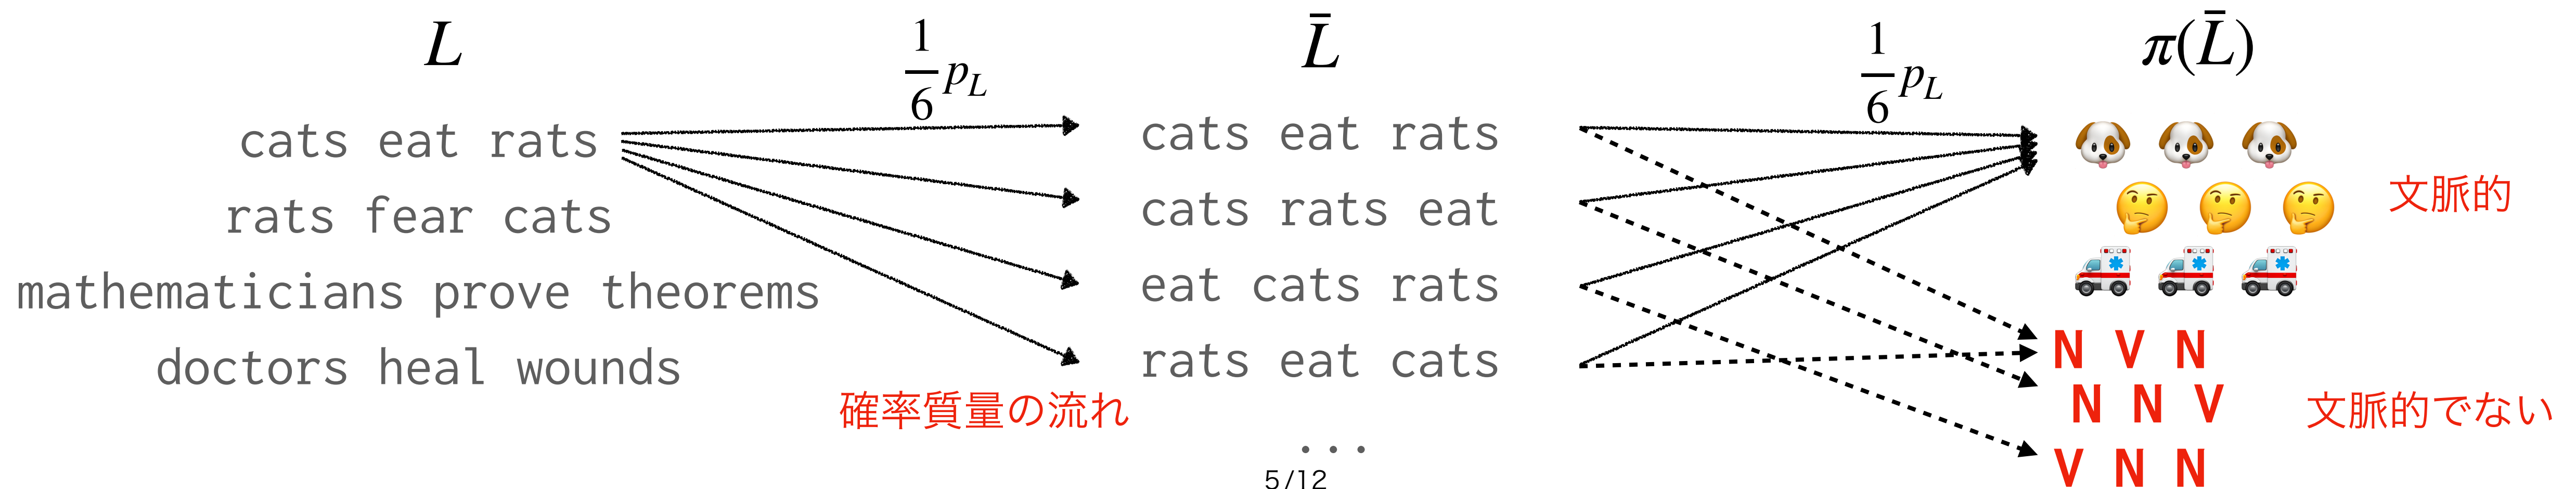 L
1/6 p_L
L̄
1/6 p_L
π(L̄)
cats eat rats
rats fear cats
mathematicians prove theorems
doctors heal wounds
確率質量の流れ
cats eat rats
cats rats eat
eat cats rats
rats eat cats
...
文脈的
N V N
N N V
V N N
文脈的でない
5/12